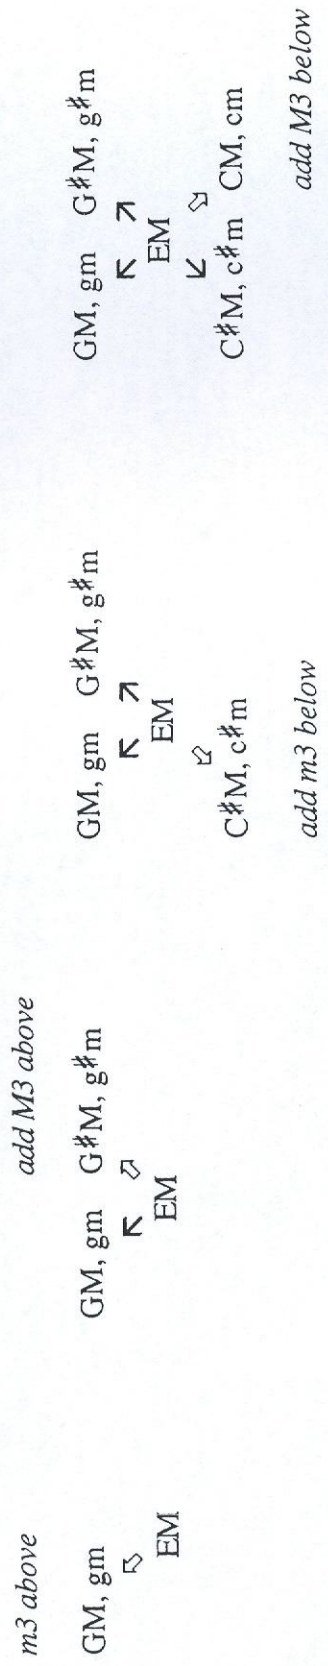 m3 above
GM, gm
EM
add M3 above
GM, gm G♯M, g♯m
EM
GM, gm G♯M, g♯m
EM
C♯M, c♯m
add m3 below
GM, gm G♯M, g♯m
EM
C♯M, c♯m CM, cm
add M3 below